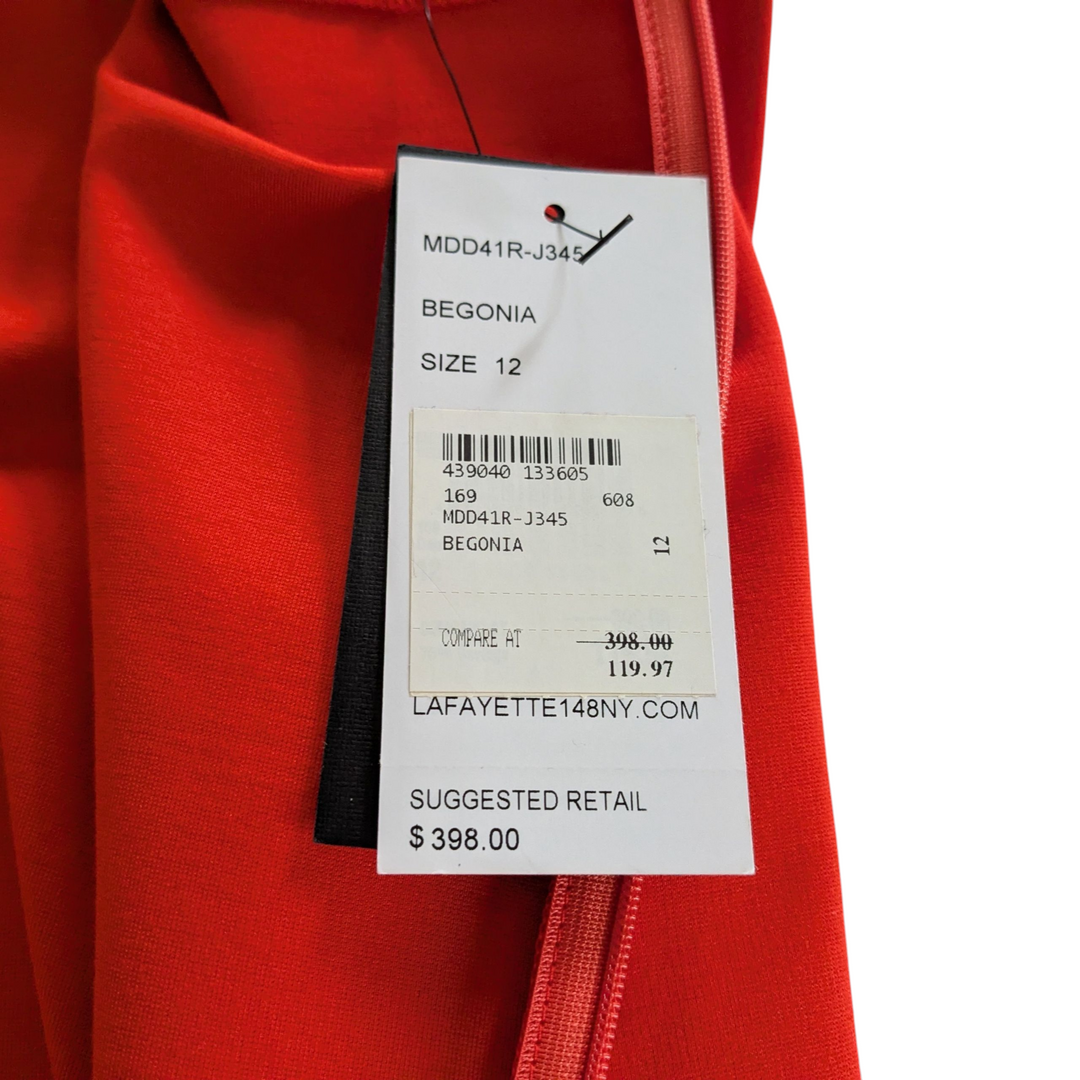 MDD41R-J345
BEGONIA
SIZE 12
439040 133605
169 608
MDD41R-J345
BEGONIA 12
COMPARE AT 398.00
119.97
LAFAYETTE148NY.COM
SUGGESTED RETAIL
$398.00